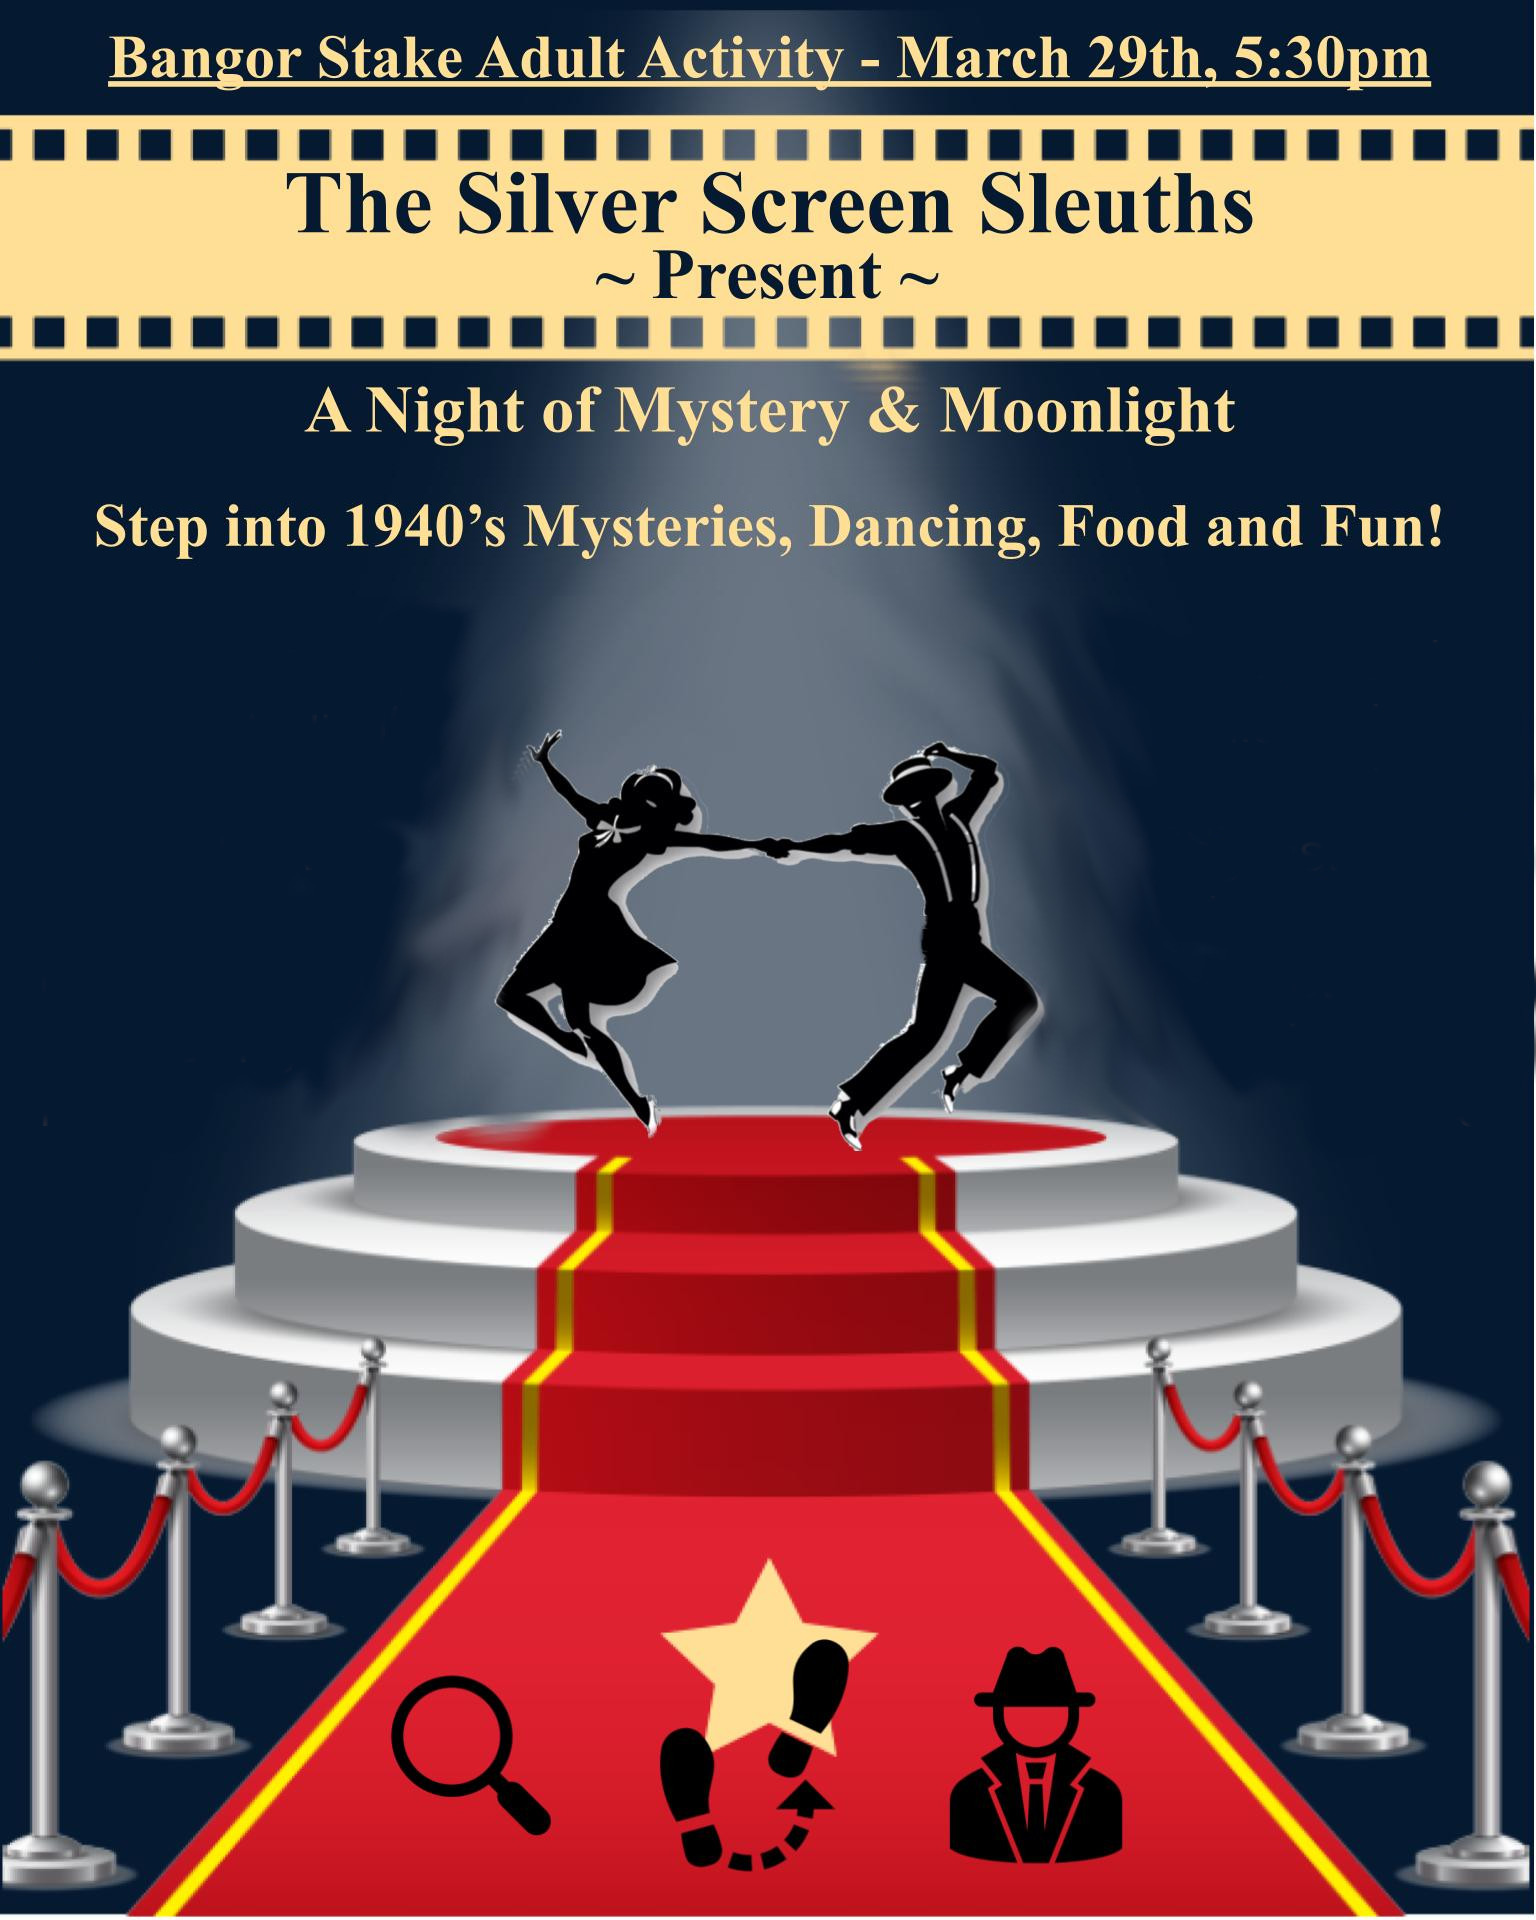 Bangor Stake Adult Activity - March 29th, 5:30pm
The Silver Screen Sleuths
~ Present ~
A Night of Mystery & Moonlight
Step into 1940’s Mysteries, Dancing, Food and Fun!